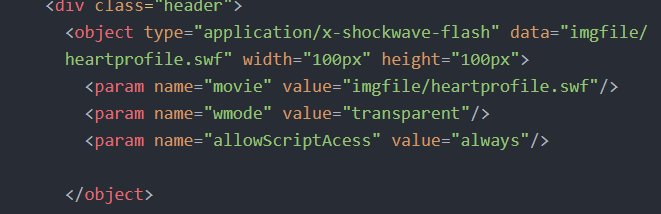 <div class="header">
<object type="application/x-shockwave-flash" data="imgfile/
heartprofile.swf" width="100px" height="100px">
<param name="movie" value="imgfile/heartprofile.swf"/>
<param name="wmode" value="transparent"/>
<param name="allowScriptAcess" value="always"/>
</object>